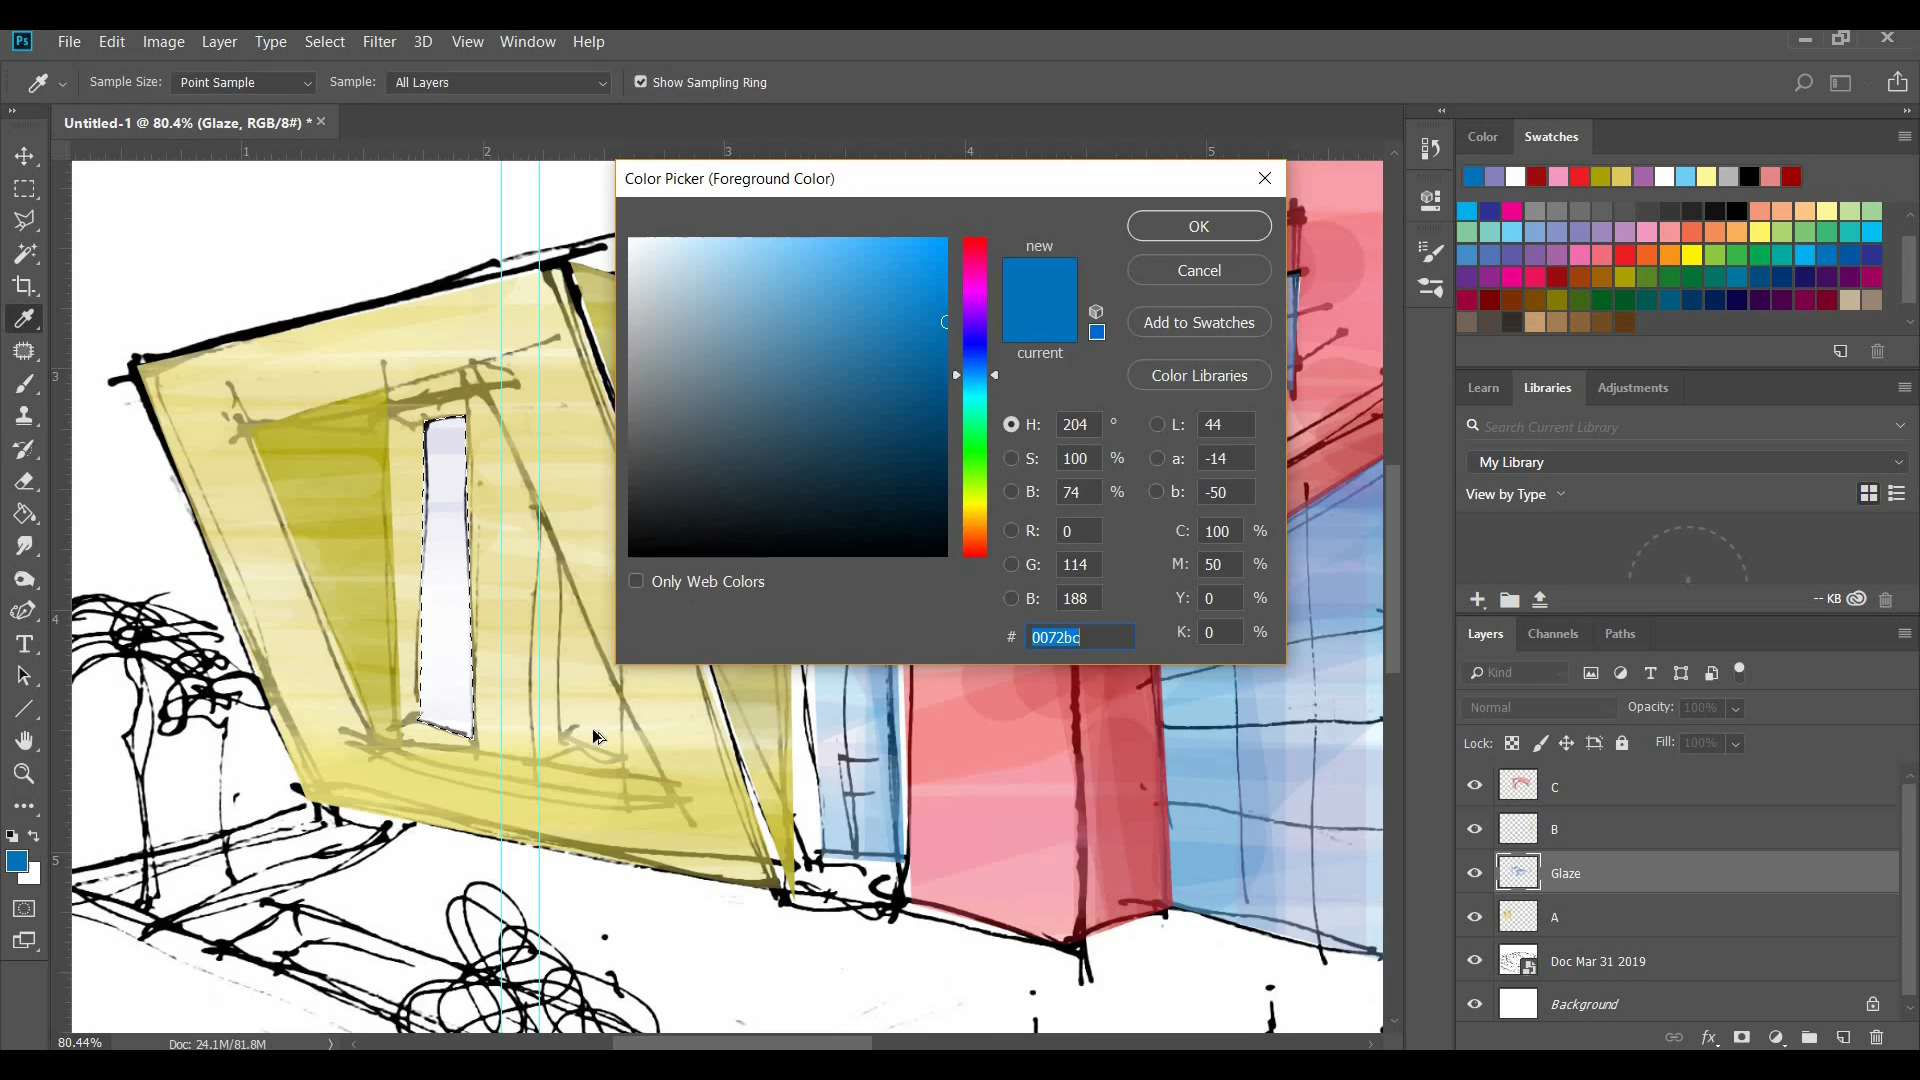 Ps File Edit Image Layer Type Select Filter 3D View Window Help
Sample Size: Point Sample Sample: All Layers Show Sampling Ring
Untitled-1 @ 80.4% (Glaze, RGB/8#) *
1 2 3 4 5
3
4
5
Color Picker (Foreground Color)
new
current
OK
Cancel
Add to Swatches
Color Libraries
H: 204 ° L: 44
S: 100 % a: -14
B: 74 % b: -50
R: 0 C: 100 %
G: 114 M: 50 %
B: 188 Y: 0 %
# 0072bc K: 0 %
Only Web Colors
Color Swatches
Learn Libraries Adjustments
Search Current Library
My Library
View by Type
-- KB
Layers Channels Paths
Kind
Normal Opacity: 100%
Lock: Fill: 100%
C
B
Glaze
A
Doc Mar 31 2019
Background
fx
80.44% Doc: 24.1M/81.8M